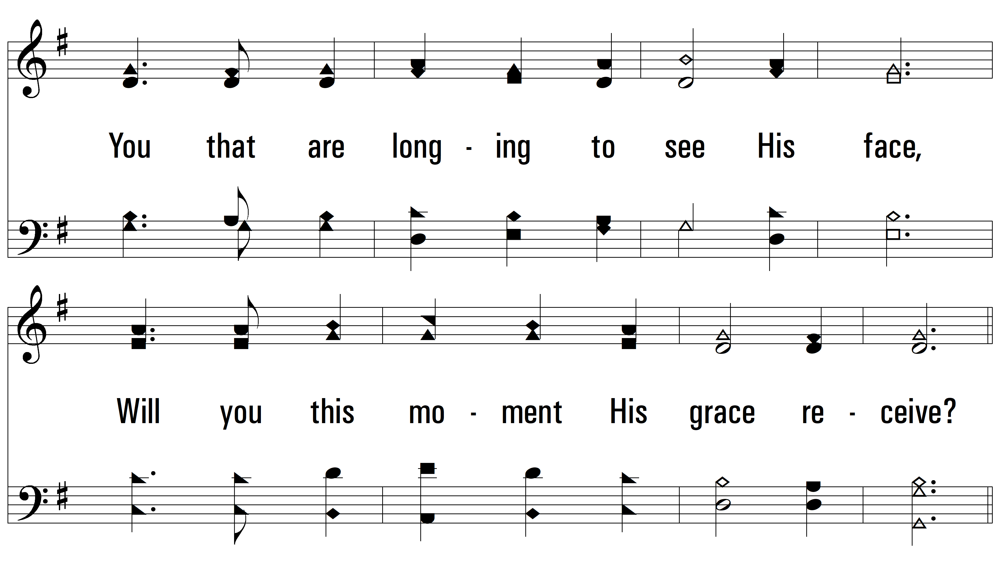 You that are long - ing to see His face,
Will you this mo - ment His grace re - ceive?